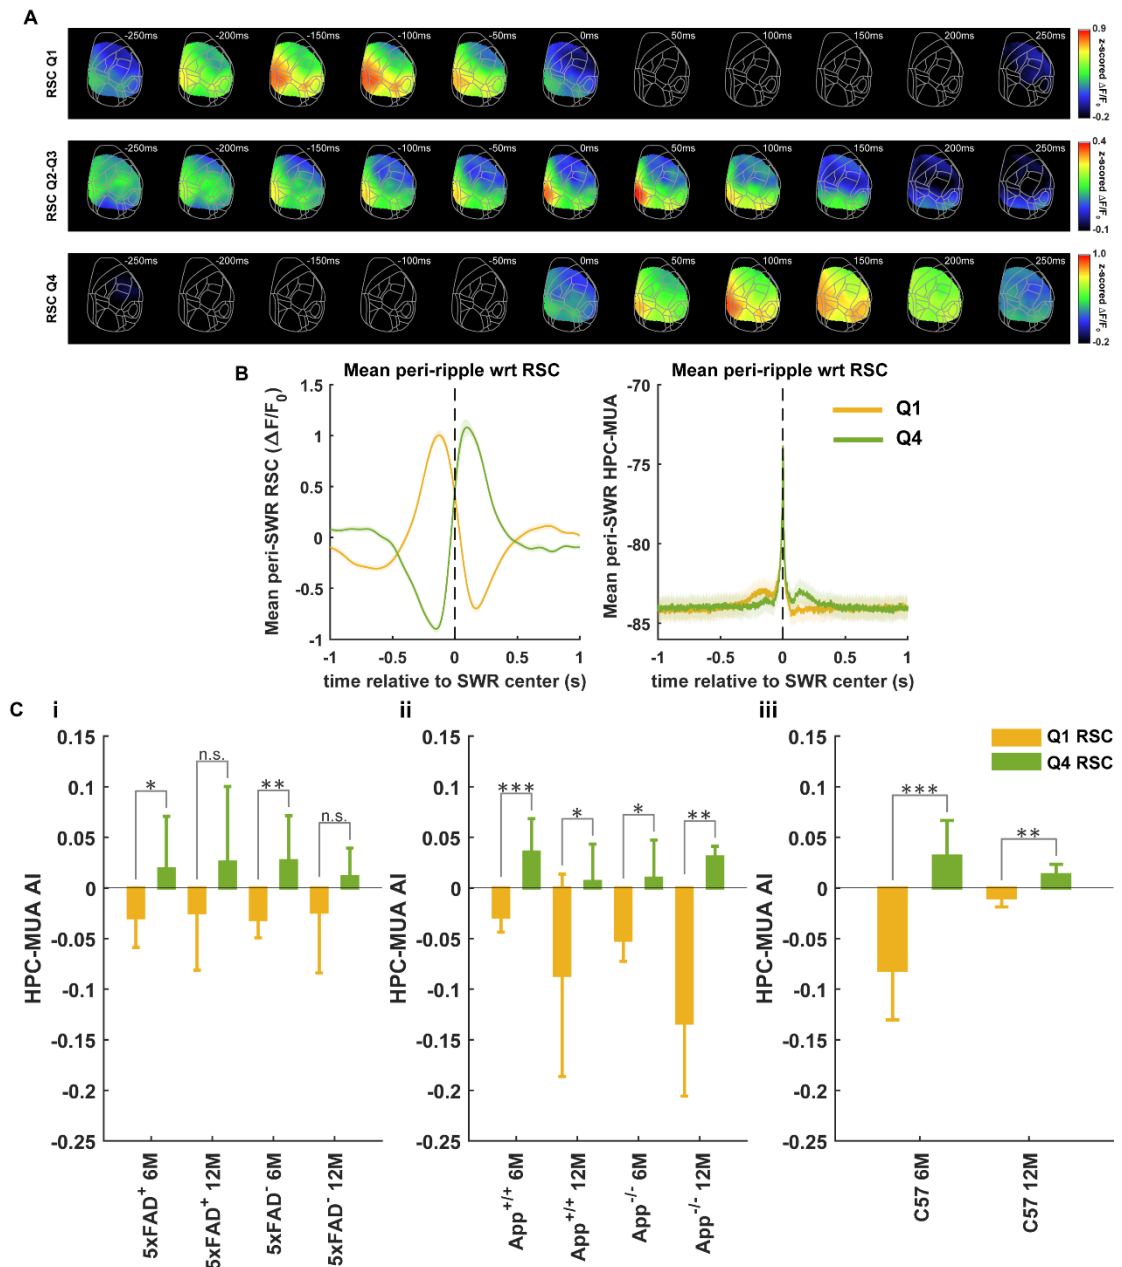 A
RSC Q1
-250ms -200ms -150ms -100ms -50ms 0ms 50ms 100ms 150ms 200ms 250ms
0.9
z-scored ΔF/F0
-0.2
RSC Q2-Q3
-250ms -200ms -150ms -100ms -50ms 0ms 50ms 100ms 150ms 200ms 250ms
0.4
z-scored ΔF/F0
-0.1
RSC Q4
-250ms -200ms -150ms -100ms -50ms 0ms 50ms 100ms 150ms 200ms 250ms
1.0
z-scored ΔF/F0
-0.2
B
Mean peri-ripple wrt RSC
Mean peri-SWR RSC (ΔF/F0)
1.5
1
0.5
0
-0.5
-1
-1 -0.5 0 0.5 1
time relative to SWR center (s)
Mean peri-ripple wrt RSC
Mean peri-SWR HPC-MUA
-70
-75
-80
-85
-1 -0.5 0 0.5 1
time relative to SWR center (s)
Q1
Q4
C
i
HPC-MUA AI
0.15
0.1
0.05
0
-0.05
-0.1
-0.15
-0.2
-0.25
* n.s. ** n.s.
5xFAD+ 6M
5xFAD+ 12M
5xFAD- 6M
5xFAD- 12M
ii
HPC-MUA AI
0.15
0.1
0.05
0
-0.05
-0.1
-0.15
-0.2
-0.25
*** * * **
App+/+ 6M
App+/+ 12M
App-/- 6M
App-/- 12M
iii
HPC-MUA AI
0.15
0.1
0.05
0
-0.05
-0.1
-0.15
-0.2
-0.25
*** **
C57 6M
C57 12M
Q1 RSC
Q4 RSC